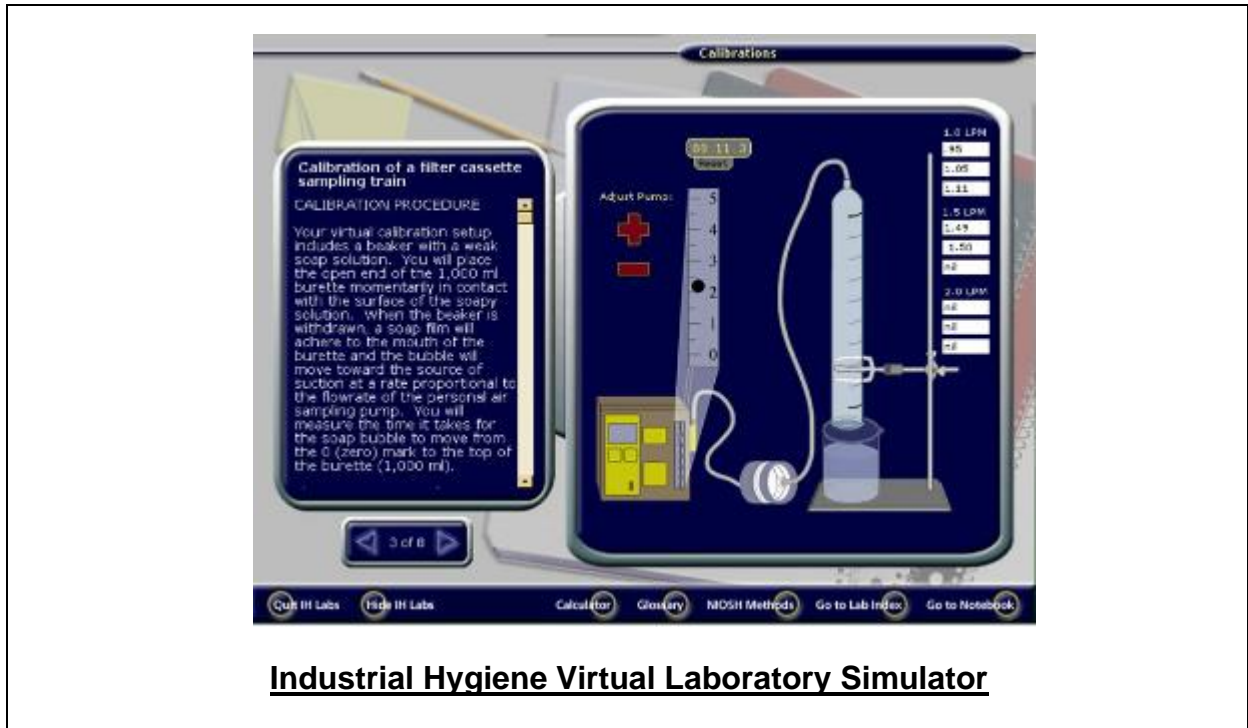 Calibrations
Calibration of a filter cassette
sampling train
CALIBRATION PROCEDURE
Your virtual calibration setup
includes a beaker with a weak
soap solution. You will place
the open end of the 1,000 ml
burette momentarily in contact
with the surface of the soapy
solution. When the beaker is
withdrawn, a soap film will
adhere to the mouth of the
burette and the bubble will
move toward the source of
suction at a rate proportional to
the flowrate of the personal air
sampling pump. You will
measure the time it takes for
the soap bubble to move from
the 0 (zero) mark to the top of
the burette (1,000 ml).
3 of 8
Adjust Pump:
Reset
5
4
3
2
1
0
1.0 LPM
.95
1.05
1.11
1.5 LPM
1.49
1.50
2.0 LPM
Quit IH Labs
Hide IH Labs
Calculator
Glossary
NIOSH Methods
Go to Lab Index
Go to Notebook
Industrial Hygiene Virtual Laboratory Simulator